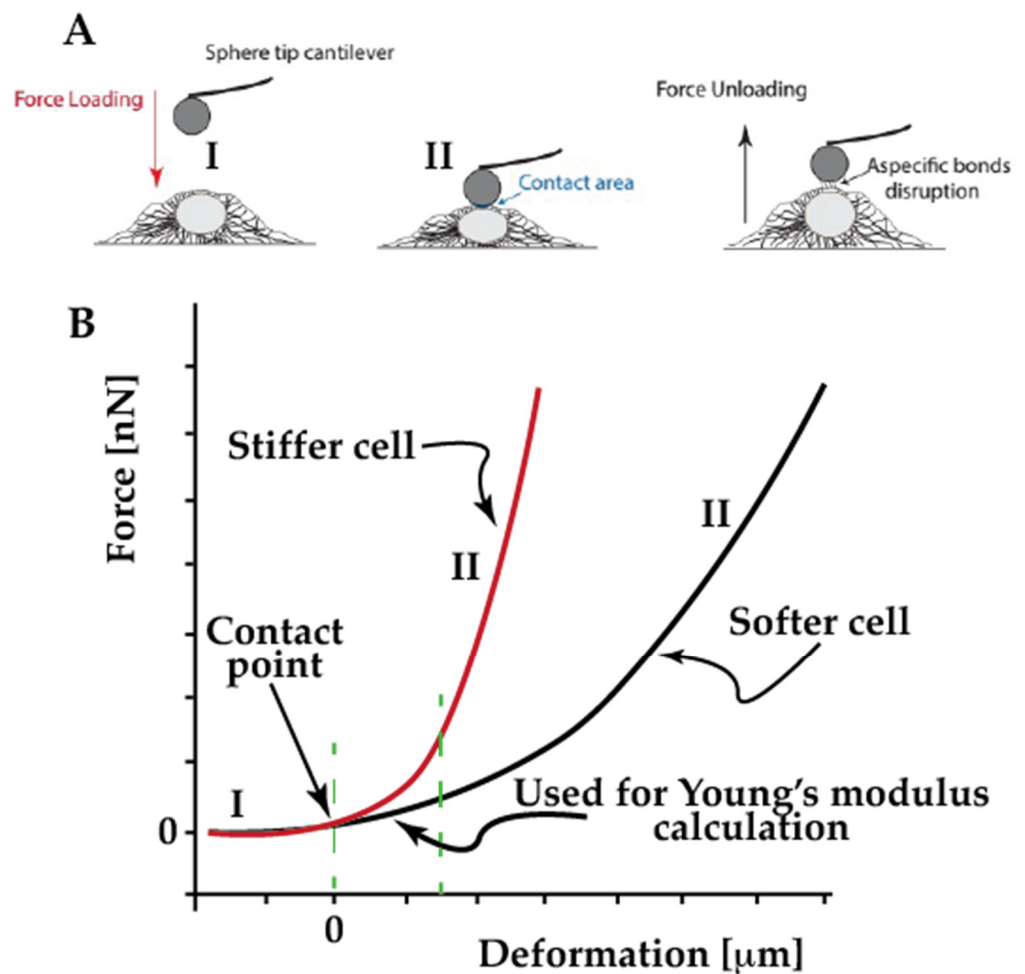 A
Sphere tip cantilever
Force Loading
I
II
Contact area
Force Unloading
Aspecific bonds
disruption
B
Force [nN]
Stiffer cell
II
II
Softer cell
Contact
point
I
Used for Young's modulus
calculation
0
0
Deformation [μm]